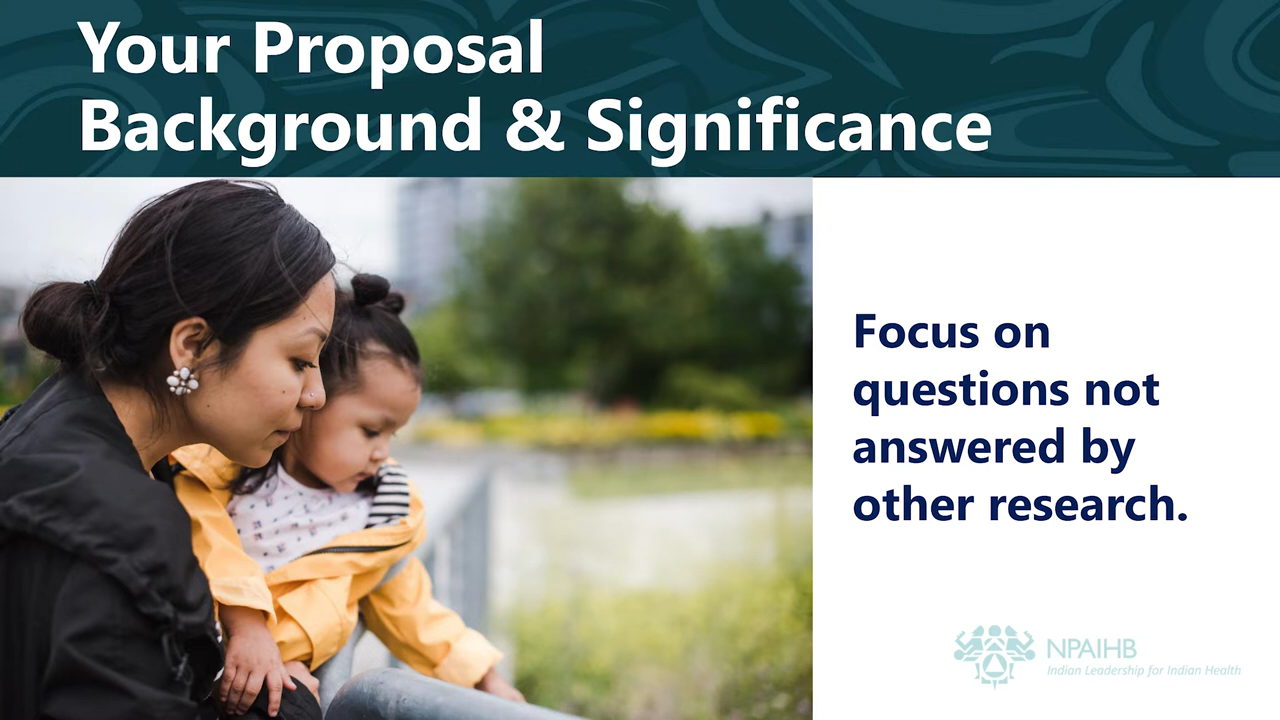 Your Proposal
Background & Significance
Focus on
questions not
answered by
other research.
NPAIHB
Indian Leadership for Indian Health